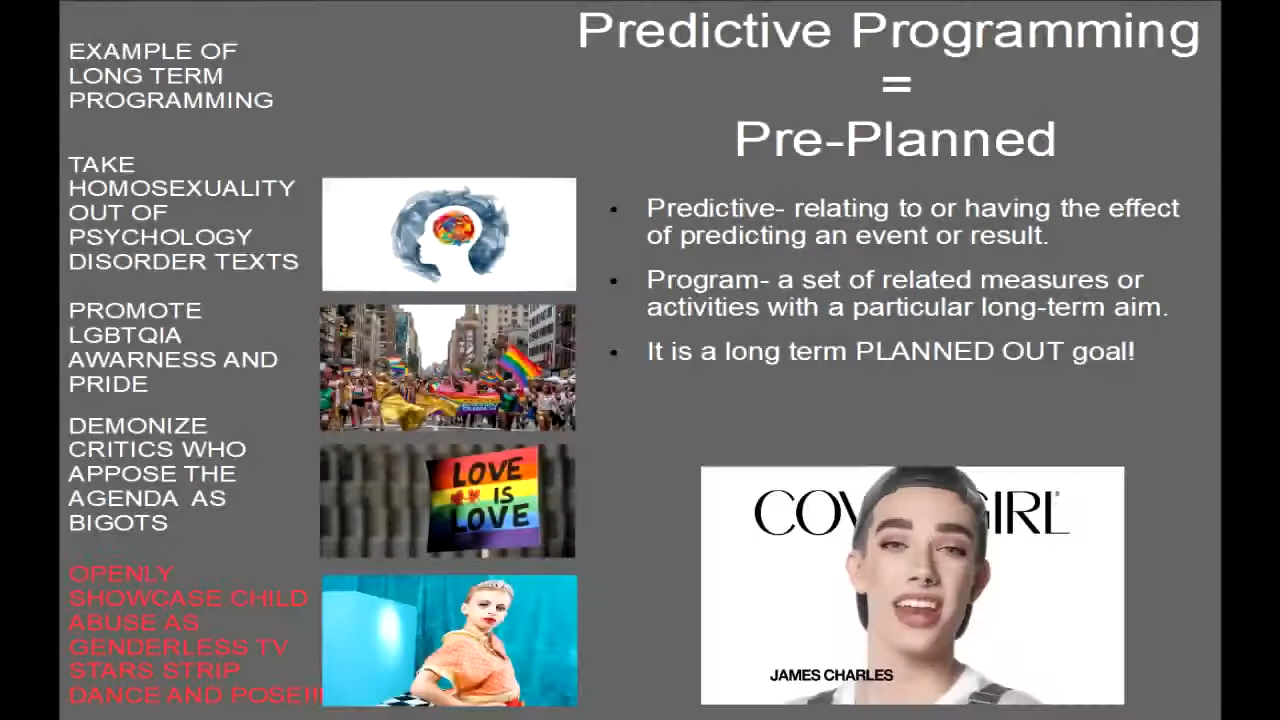 EXAMPLE OF
LONG TERM
PROGRAMMING
TAKE
HOMOSEXUALITY
OUT OF
PSYCHOLOGY
DISORDER TEXTS
PROMOTE
LGBTQIA
AWARNESS AND
PRIDE
DEMONIZE
CRITICS WHO
APPOSE THE
AGENDA AS
BIGOTS
OPENLY
SHOWCASE CHILD
ABUSE AS
GENDERLESS TV
STARS STRIP
DANCE AND POSE!!!
LOVE
IS
LOVE
Predictive Programming
=
Pre-Planned
• Predictive- relating to or having the effect
of predicting an event or result.
• Program- a set of related measures or
activities with a particular long-term aim.
• It is a long term PLANNED OUT goal!
COV GIRL
JAMES CHARLES